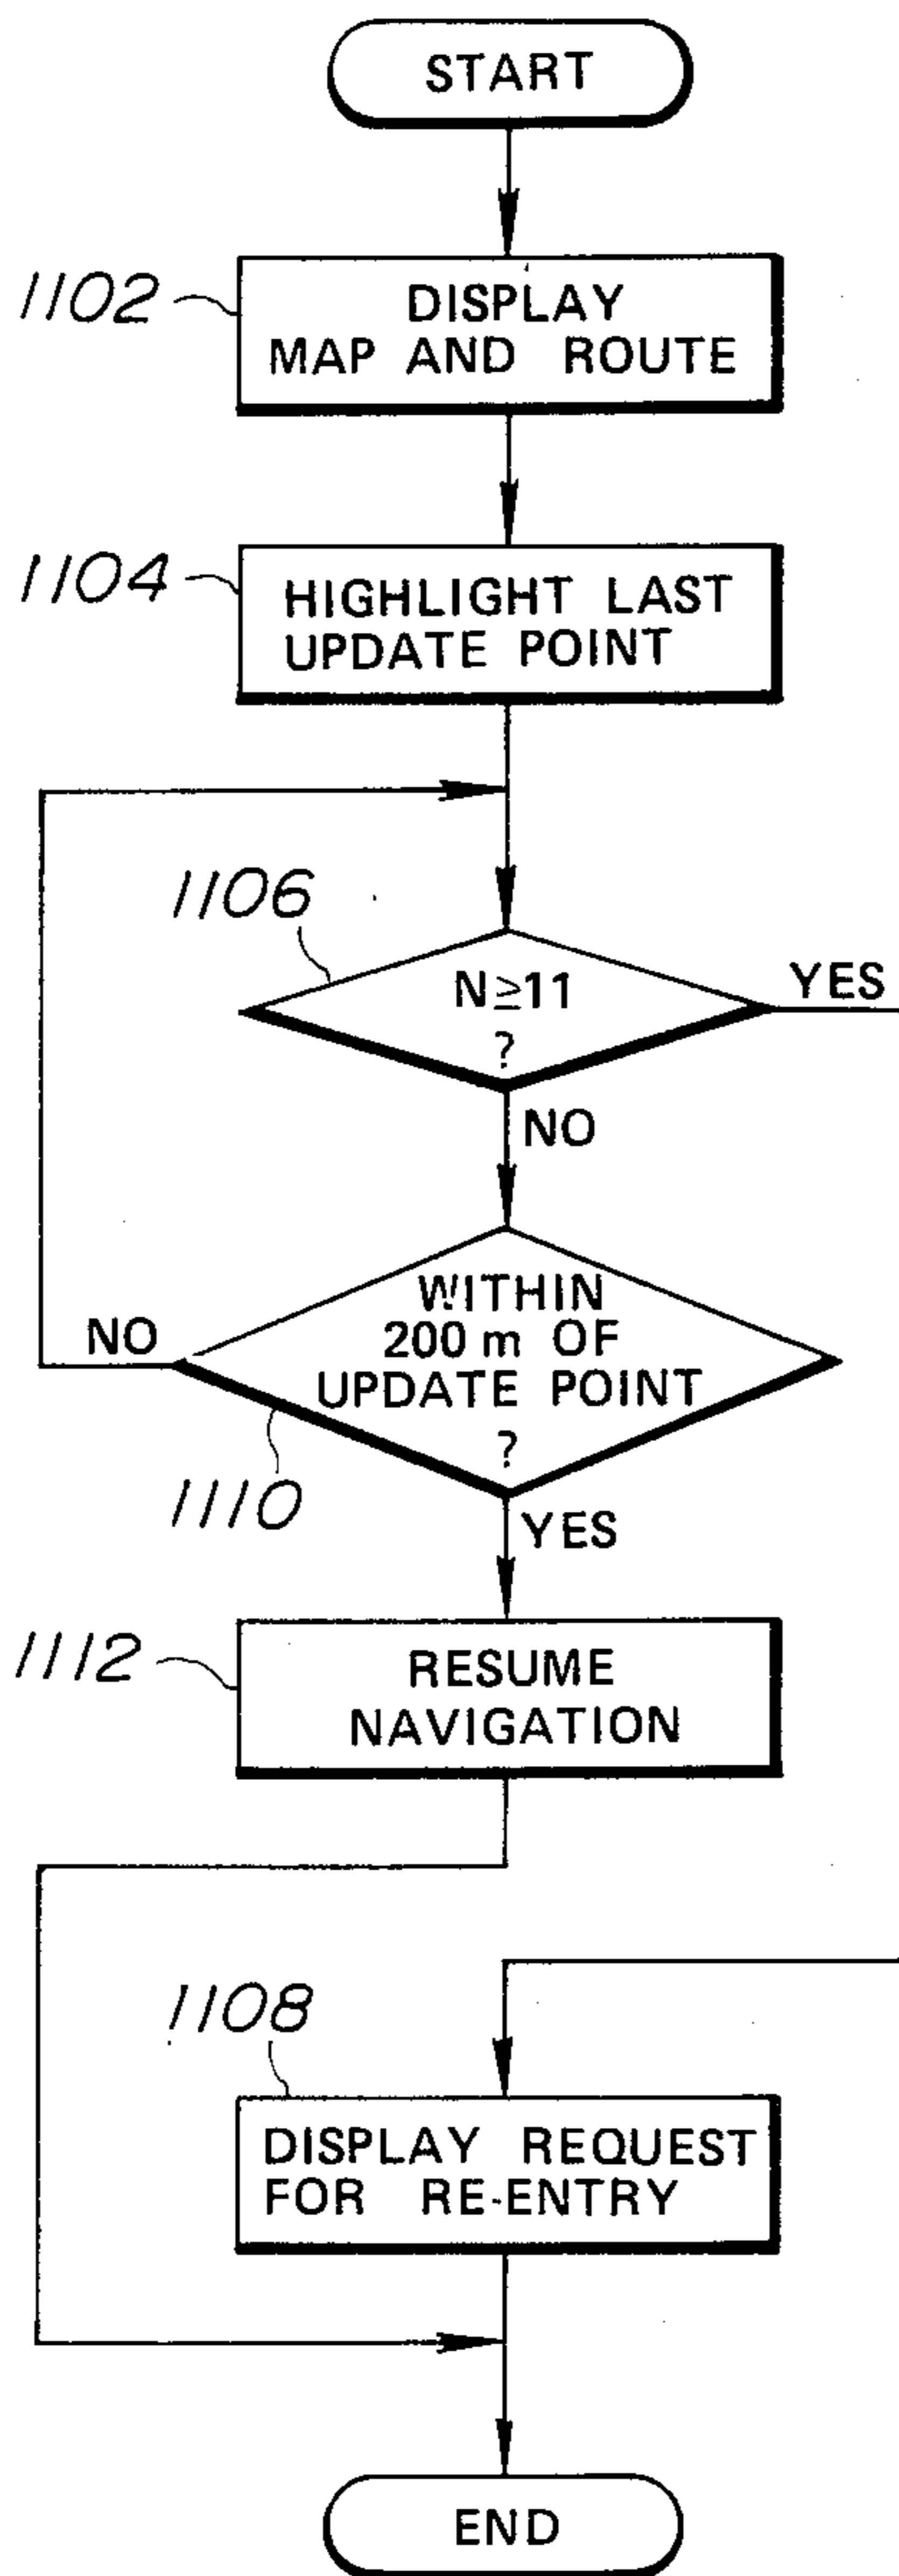 START
1102
DISPLAY
MAP AND ROUTE
1104
HIGHLIGHT LAST
UPDATE POINT
1106
N≥11
?
YES
NO
WITHIN
200 m OF
UPDATE POINT
?
NO
1110
YES
1112
RESUME
NAVIGATION
1108
DISPLAY REQUEST
FOR RE-ENTRY
END